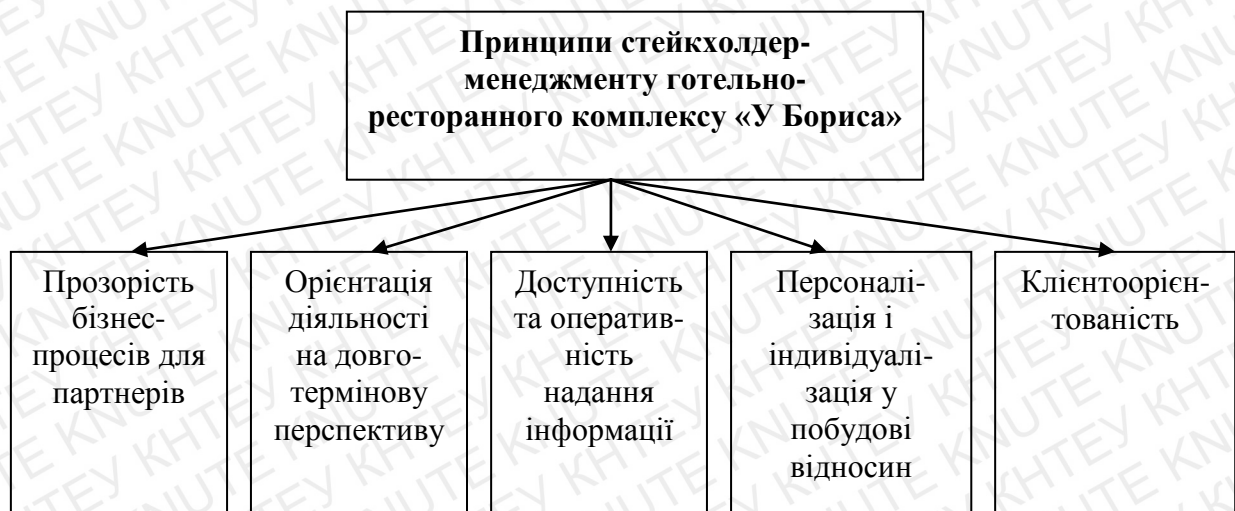 Принципи стейкхолдер-
менеджменту готельно-
ресторанного комплексу «У Бориса»
Прозорість
бізнес-
процесів для
партнерів
Орієнтація
діяльності
на довго-
термінову
перспективу
Доступність
та оператив-
ність
надання
інформації
Персоналі-
зація і
індивідуалі-
зація у
побудові
відносин
Клієнтоорієн-
тованість